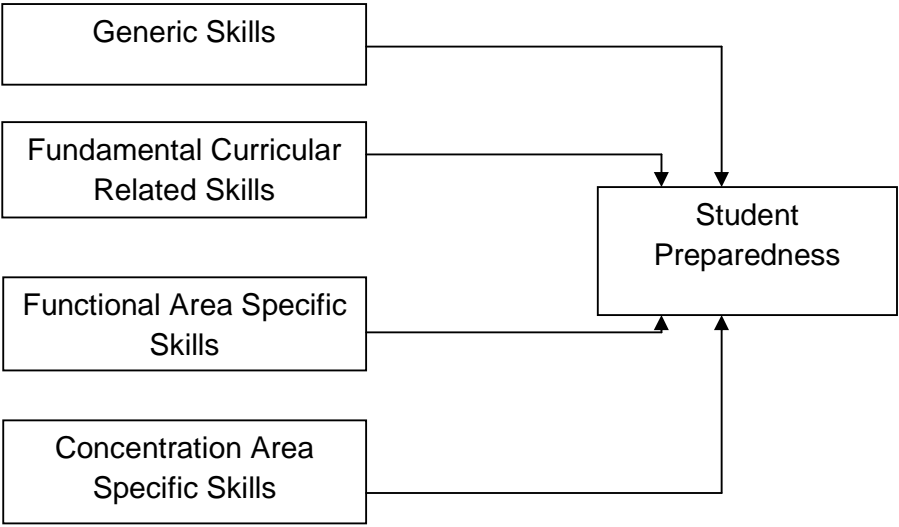 Generic Skills
Fundamental Curricular
Related Skills
Student
Preparedness
Functional Area Specific
Skills
Concentration Area
Specific Skills